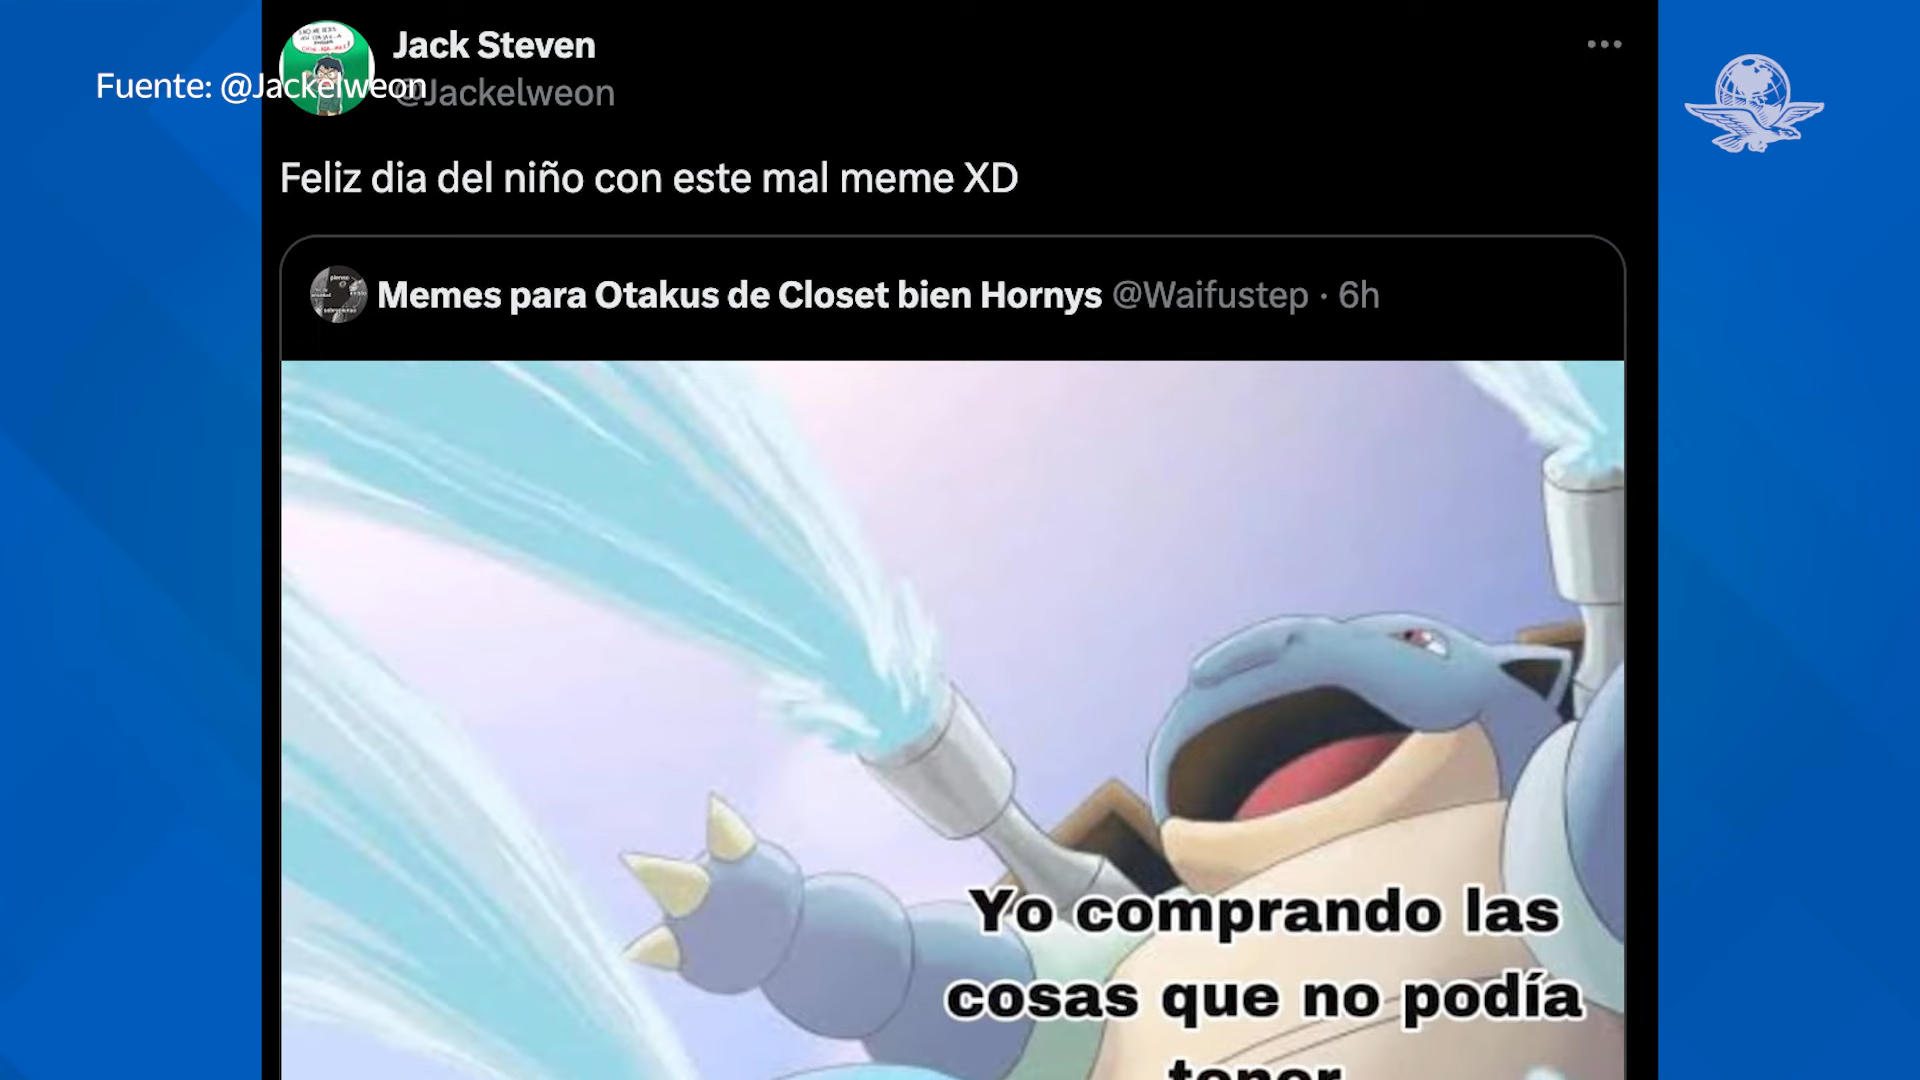 Jack Steven
Fuente: @Jackelweon
@Jackelweon
Feliz dia del niño con este mal meme XD
Memes para Otakus de Closet bien Hornys @Waifustep · 6h
Yo comprando las
cosas que no podía
tener